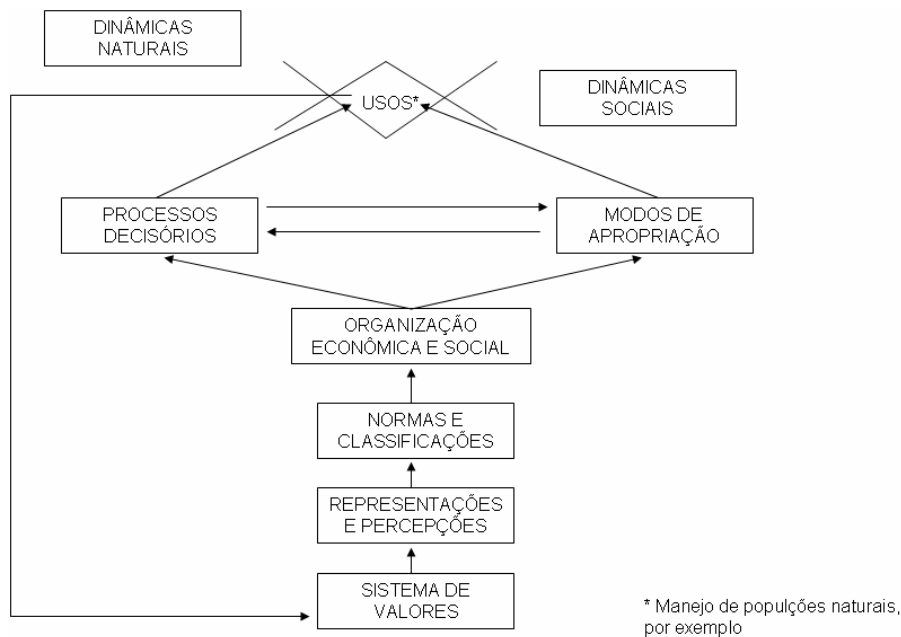 DINÂMICAS
NATURAIS
USOS*
DINÂMICAS
SOCIAIS
PROCESSOS
DECISÓRIOS
MODOS DE
APROPRIAÇÃO
ORGANIZAÇÃO
ECONÔMICA E SOCIAL
NORMAS E
CLASSIFICAÇÕES
REPRESENTAÇÕES
E PERCEPÇÕES
SISTEMA DE
VALORES
* Manejo de populções naturais,
por exemplo